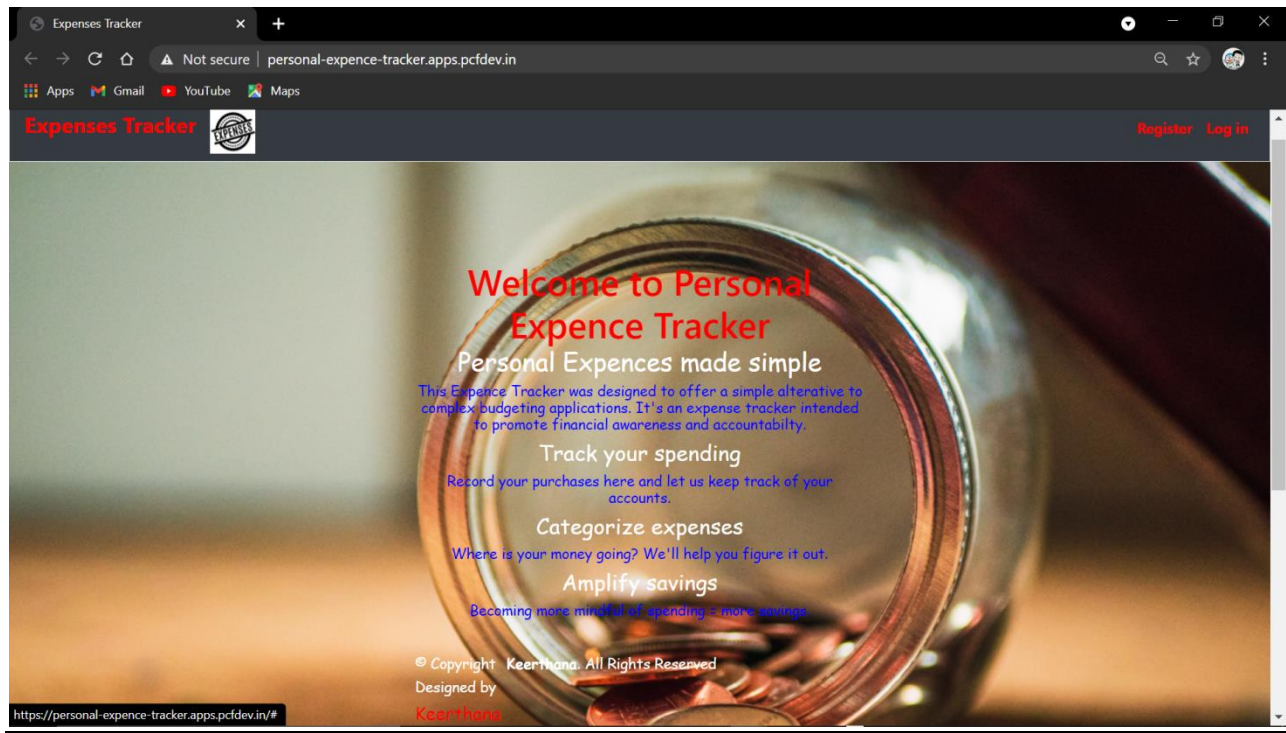 Expenses Tracker
Not secure personal-expence-tracker.apps.pcfdev.in
Apps Gmail YouTube Maps
Expenses Tracker EXPENSES Register Log in
Welcome to Personal
Expence Tracker
Personal Expences made simple
This Expence Tracker was designed to offer a simple alterative to
complex budgeting applications. It's an expense tracker intended
to promote financial awareness and accountabilty.
Track your spending
Record your purchases here and let us keep track of your
accounts.
Categorize expenses
Where is your money going? We'll help you figure it out.
Amplify savings
Becoming more mindful of spending = more savings.
© Copyright Keerthana. All Rights Reserved
Designed by
Keerthana
https://personal-expence-tracker.apps.pcfdev.in/#